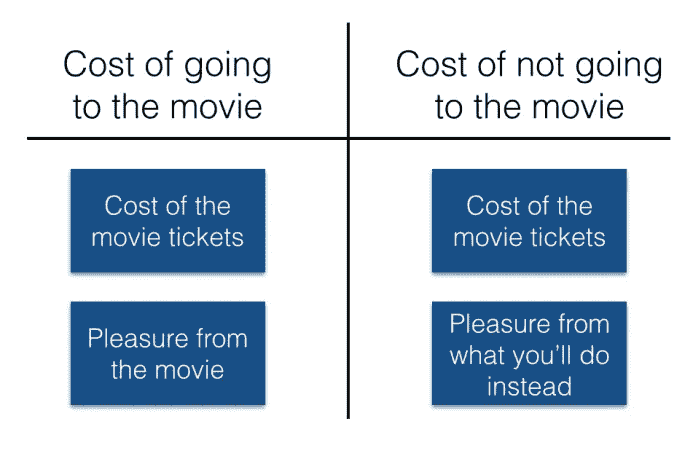 Cost of going
to the movie
Cost of not going
to the movie
Cost of the
movie tickets
Cost of the
movie tickets
Pleasure from
the movie
Pleasure from
what you'll do
instead